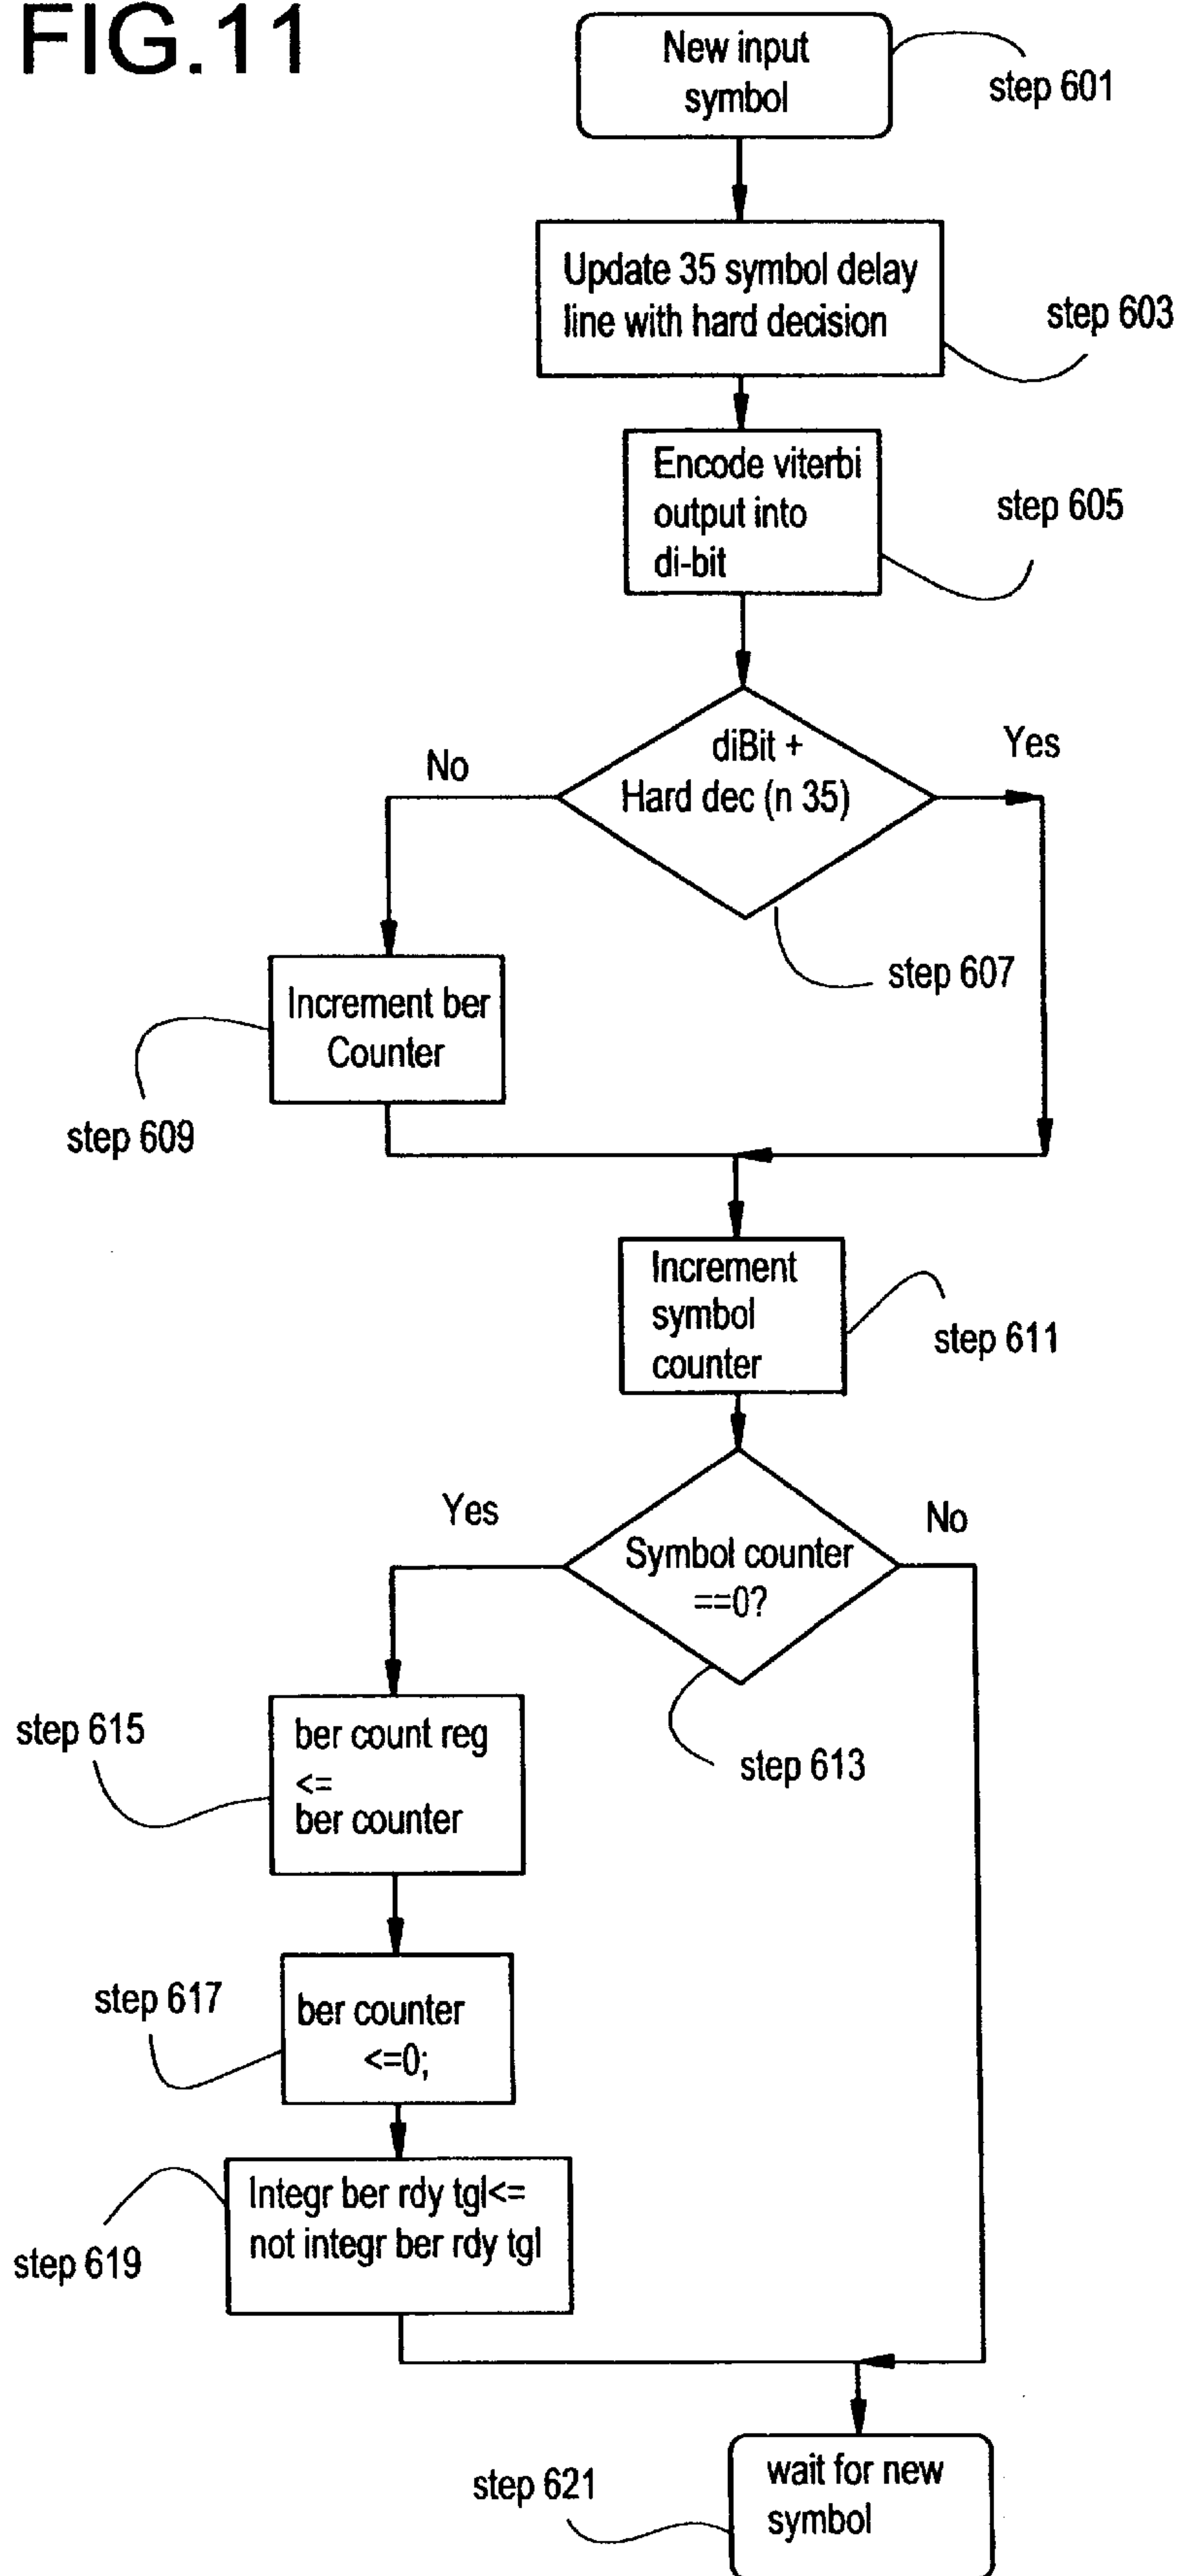 FIG.11
New input
symbol
step 601
Update 35 symbol delay
line with hard decision
step 603
Encode viterbi
output into
di-bit
step 605
diBit +
Hard dec (n 35)
No
Yes
step 607
Increment ber
Counter
step 609
Increment
symbol
counter
step 611
Symbol counter
==0?
Yes
No
step 613
ber count reg
<=
ber counter
step 615
ber counter
<=0;
step 617
Integr ber rdy tgl<=
not integr ber rdy tgl
step 619
wait for new
symbol
step 621